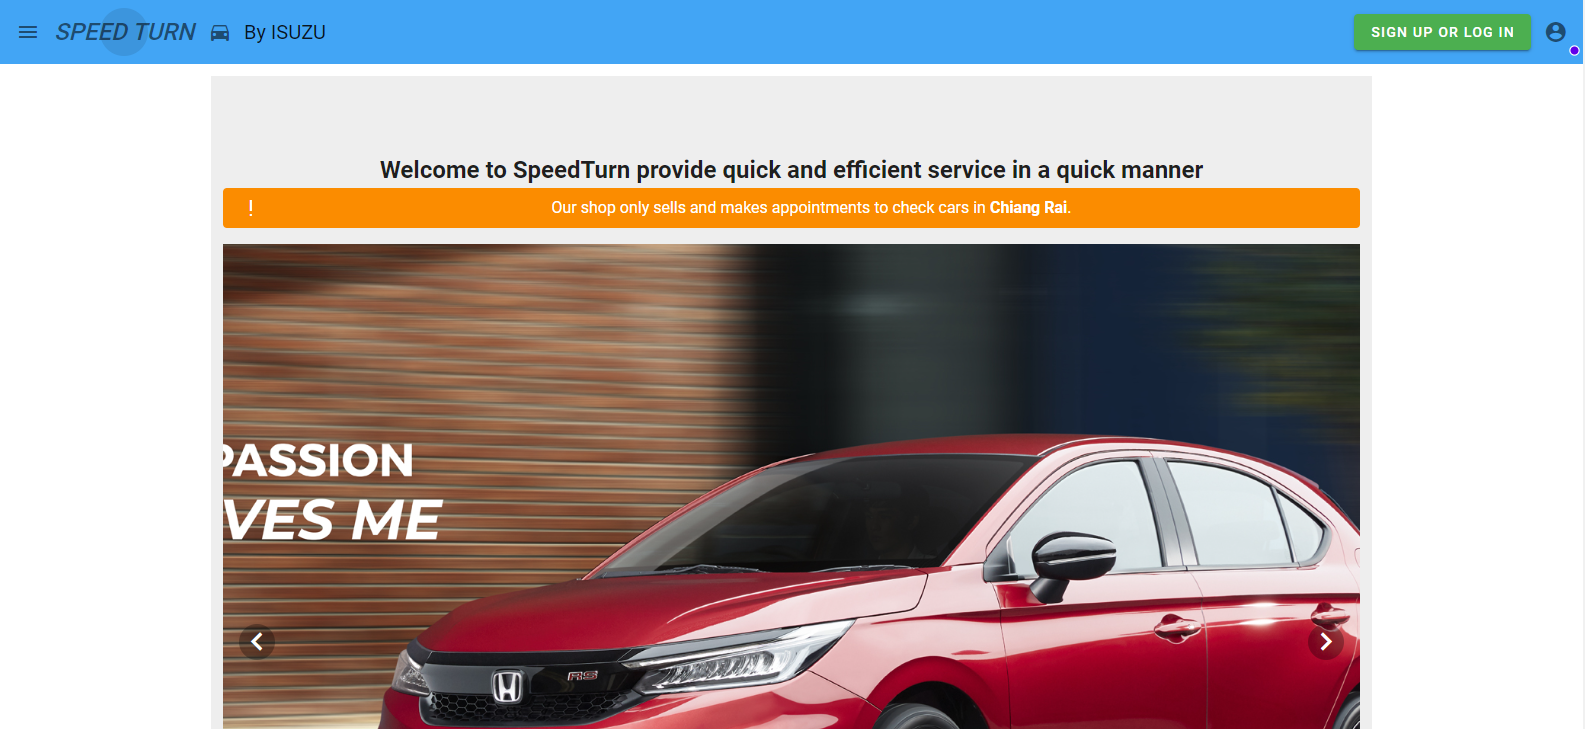 SPEED TURN By ISUZU SIGN UP OR LOG IN
Welcome to SpeedTurn provide quick and efficient service in a quick manner
! Our shop only sells and makes appointments to check cars in Chiang Rai.
PASSION
VES ME
RS